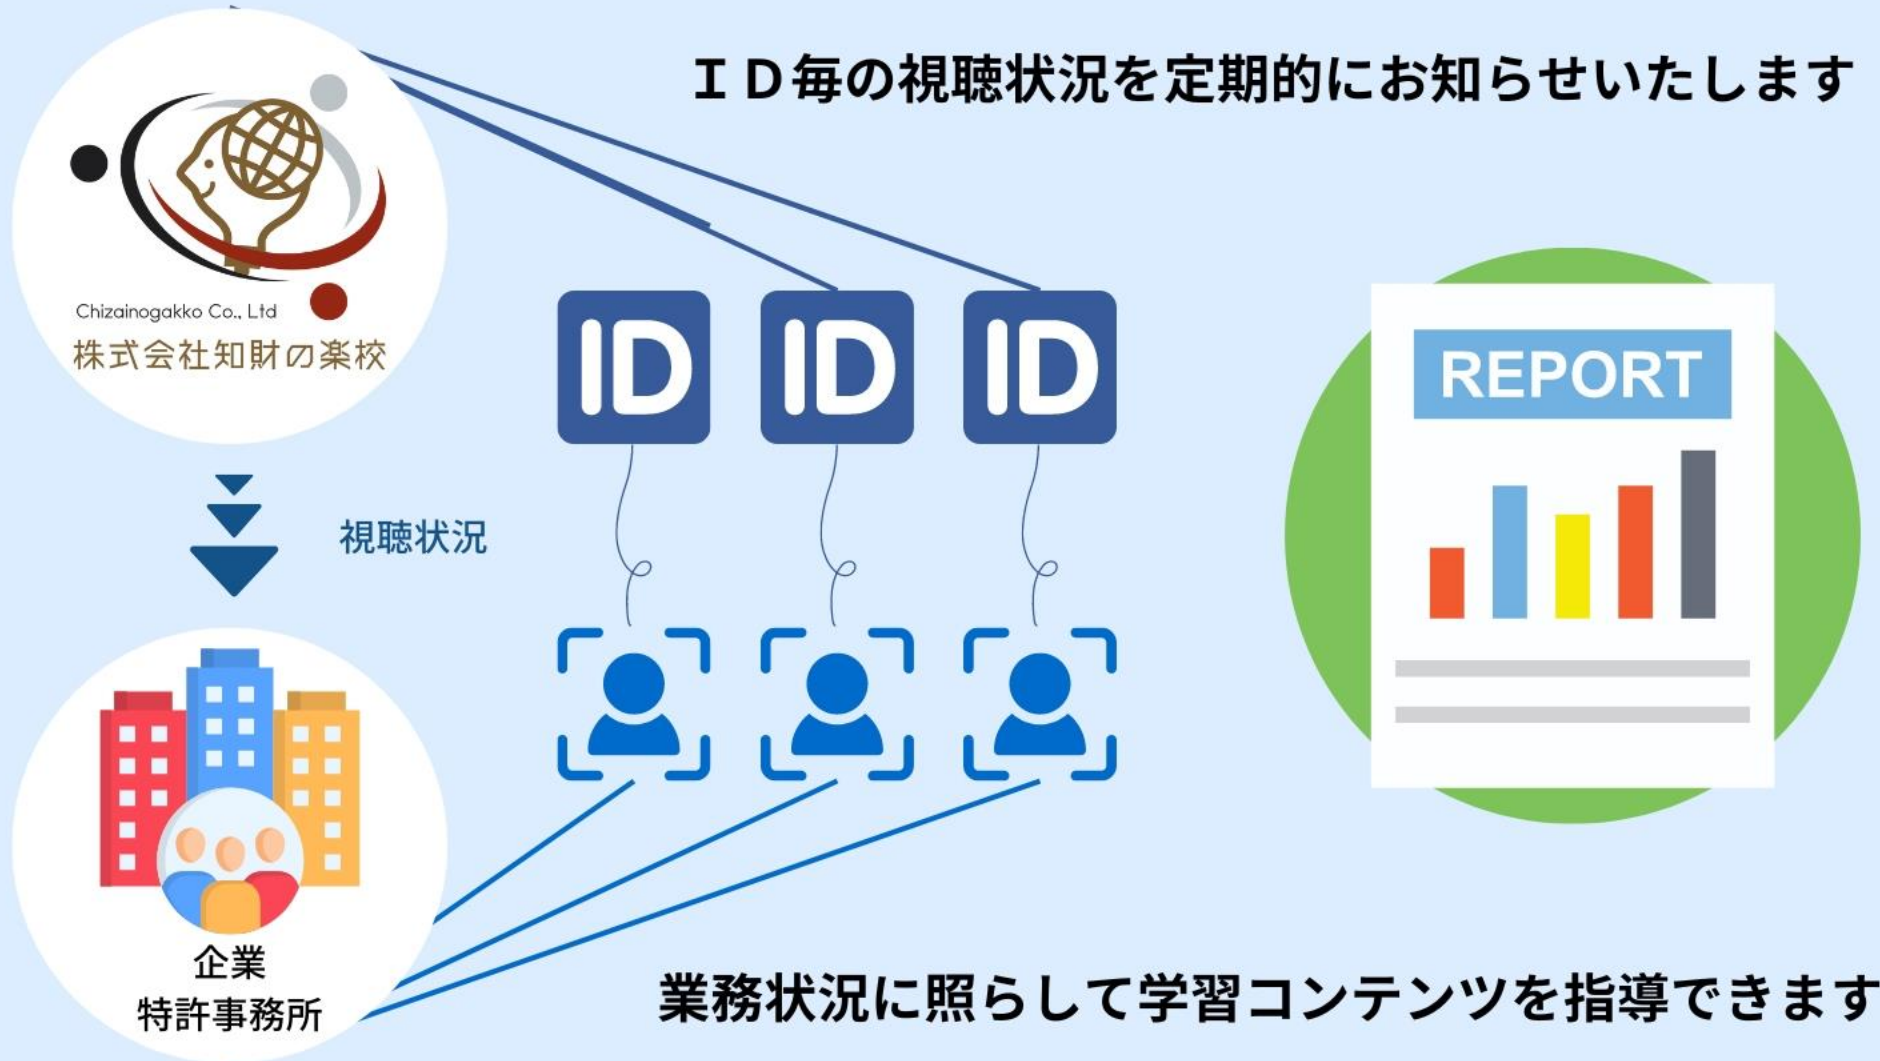 ＩＤ毎の視聴状況を定期的にお知らせいたします
Chizainogakko Co., Ltd
株式会社知財の楽校
ID
ID
ID
REPORT
視聴状況
企業
特許事務所
業務状況に照らして学習コンテンツを指導できます